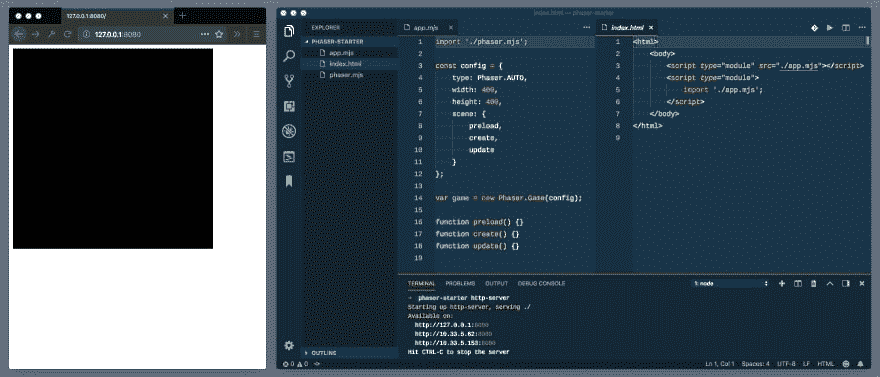 127.0.0.1:8080/
127.0.0.1:8080
index.html — phaser-starter
EXPLORER
PHASER-STARTER
app.mjs
index.html
phaser.mjs
OUTLINE
app.mjs
1 import './phaser.mjs';
2
3 const config = {
4 type: Phaser.AUTO,
5 width: 400,
6 height: 400,
7 scene: {
8 preload,
9 create,
10 update
11 }
12 };
13
14 var game = new Phaser.Game(config);
15
16 function preload() {}
17 function create() {}
18 function update() {}
19
index.html
1 <html>
2 <body>
3 <script type="module" src="./app.mjs"></script>
4 <script type="module">
5 import './app.mjs';
6 </script>
7 </body>
8 </html>
9
TERMINAL PROBLEMS OUTPUT DEBUG CONSOLE
1: node
→ phaser-starter http-server
Starting up http-server, serving ./
Available on:
http://127.0.0.1:8080
http://10.33.5.62:8080
http://10.33.5.153:8080
Hit CTRL-C to stop the server
0 0
Ln 1, Col 1 Spaces: 4 UTF-8 LF HTML